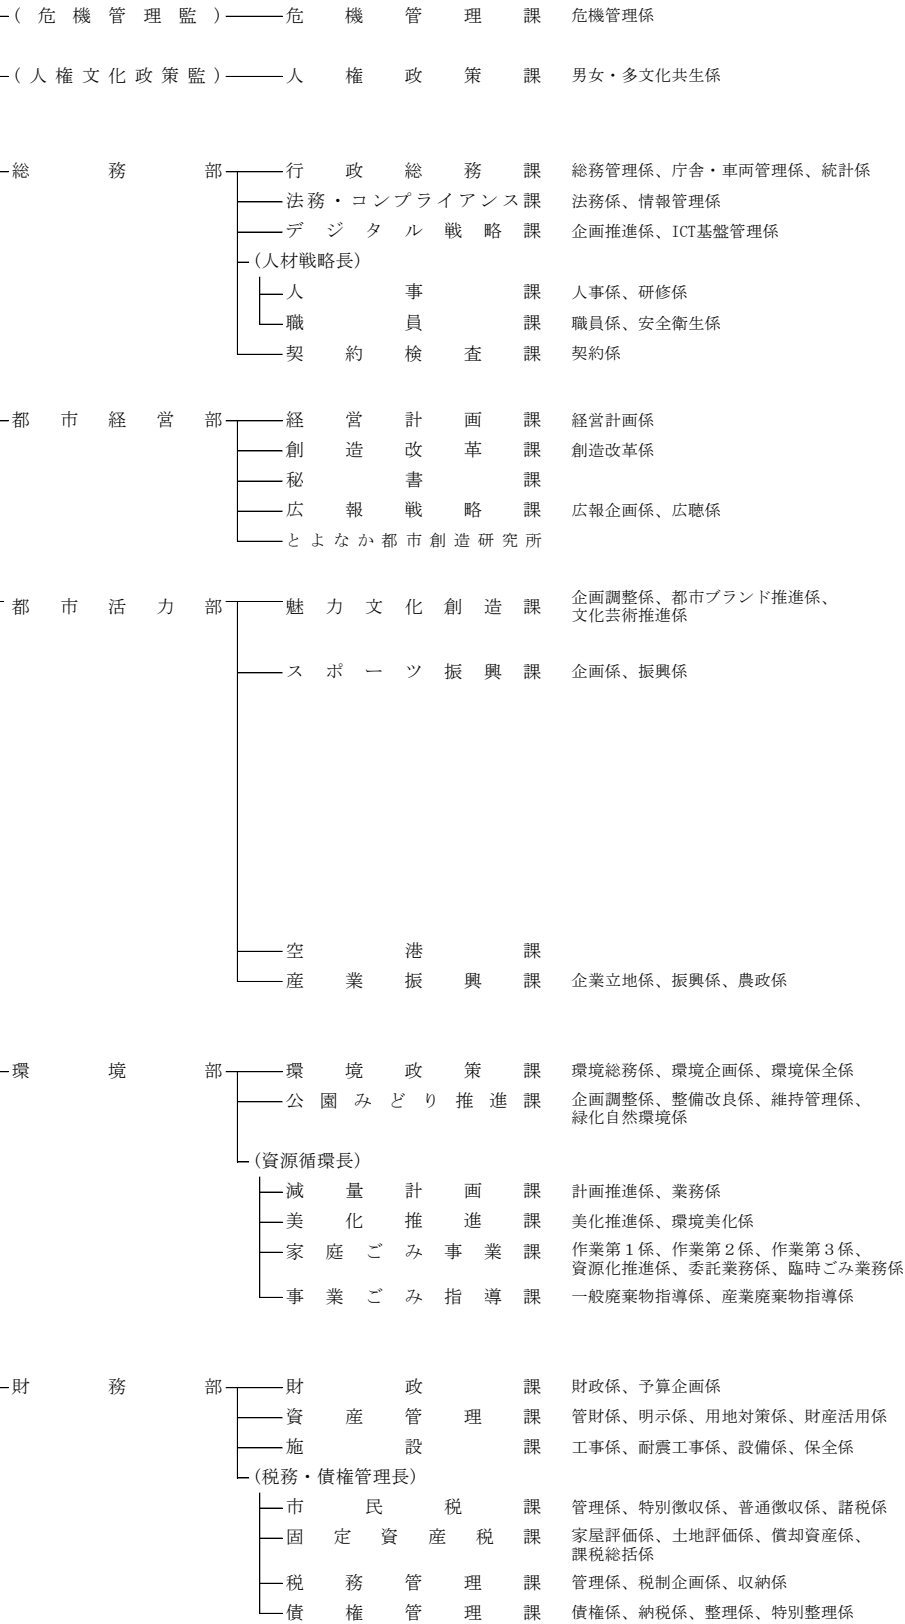 (危機管理監) 危機管理課 危機管理係
(人権文化政策監) 人権政策課 男女・多文化共生係
総務部 行政総務課 総務管理係、庁舎・車両管理係、統計係
法務・コンプライアンス課 法務係、情報管理係
デジタル戦略課 企画推進係、ICT基盤管理係
(人材戦略長)
人事課 人事係、研修係
職員課 職員係、安全衛生係
契約検査課 契約係
都市経営部 経営計画課 経営計画係
創造改革課 創造改革係
秘書課
広報戦略課 広報企画係、広聴係
とよなか都市創造研究所
都市活力部 魅力文化創造課 企画調整係、都市ブランド推進係、
文化芸術推進係
スポーツ振興課 企画係、振興係
空港課
産業振興課 企業立地係、振興係、農政係
環境部 環境政策課 環境総務係、環境企画係、環境保全係
公園みどり推進課 企画調整係、整備改良係、維持管理係、
緑化自然環境係
(資源循環長)
減量計画課 計画推進係、業務係
美化推進課 美化推進係、環境美化係
家庭ごみ事業課 作業第1係、作業第2係、作業第3係、
資源化推進係、委託業務係、臨時ごみ業務係
事業ごみ指導課 一般廃棄物指導係、産業廃棄物指導係
財務部 財政課 財政係、予算企画係
資産管理課 管財係、明示係、用地対策係、財産活用係
施設課 工事係、耐震工事係、設備係、保全係
(税務・債権管理長)
市民税課 管理係、特別徴収係、普通徴収係、諸税係
固定資産税課 家屋評価係、土地評価係、償却資産係、
課税総括係
税務管理課 管理係、税制企画係、収納係
債権管理課 債権係、納税係、整理係、特別整理係